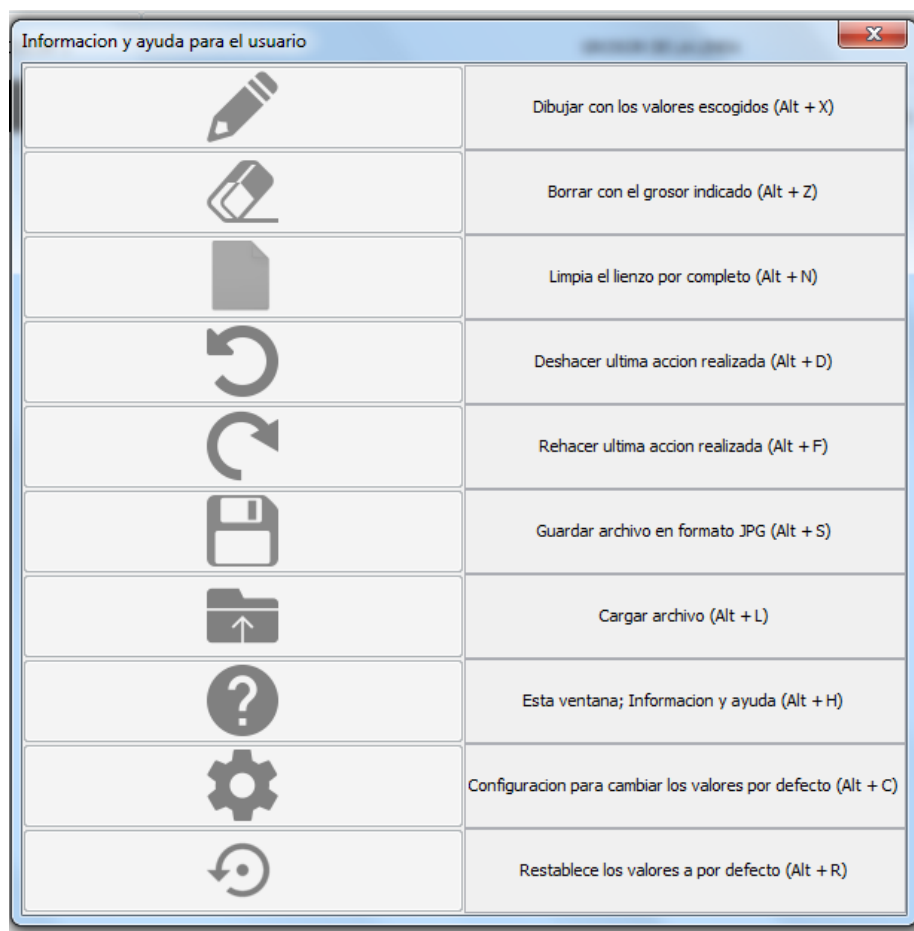 Informacion y ayuda para el usuario
Dibujar con los valores escogidos (Alt + X)
Borrar con el grosor indicado (Alt + Z)
Limpia el lienzo por completo (Alt + N)
Deshacer ultima accion realizada (Alt + D)
Rehacer ultima accion realizada (Alt + F)
Guardar archivo en formato JPG (Alt + S)
Cargar archivo (Alt + L)
Esta ventana; Informacion y ayuda (Alt + H)
Configuracion para cambiar los valores por defecto (Alt + C)
Restablece los valores a por defecto (Alt + R)